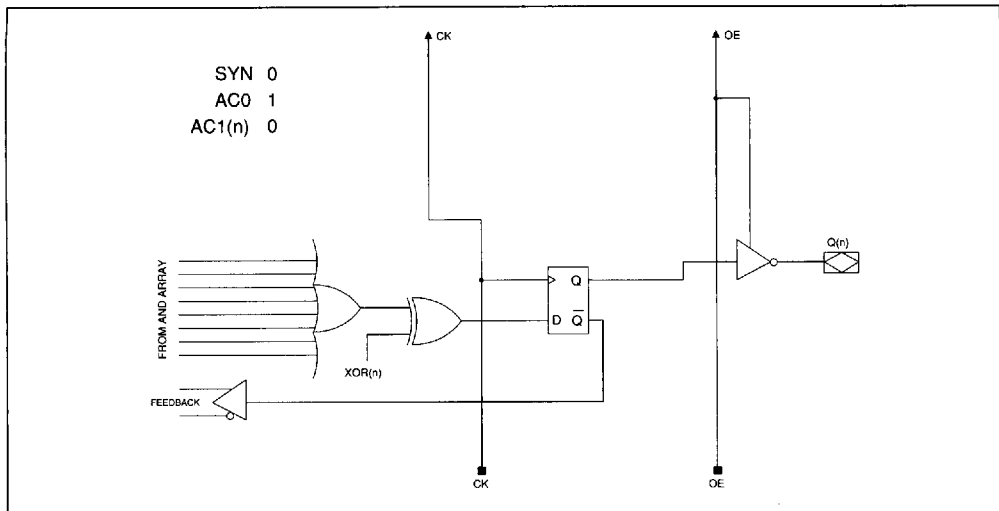 CK
OE
SYN 0
AC0 1
AC1(n) 0
Q(n)
FROM AND ARRAY
Q
D Q̅
XOR(n)
FEEDBACK
CK
OE